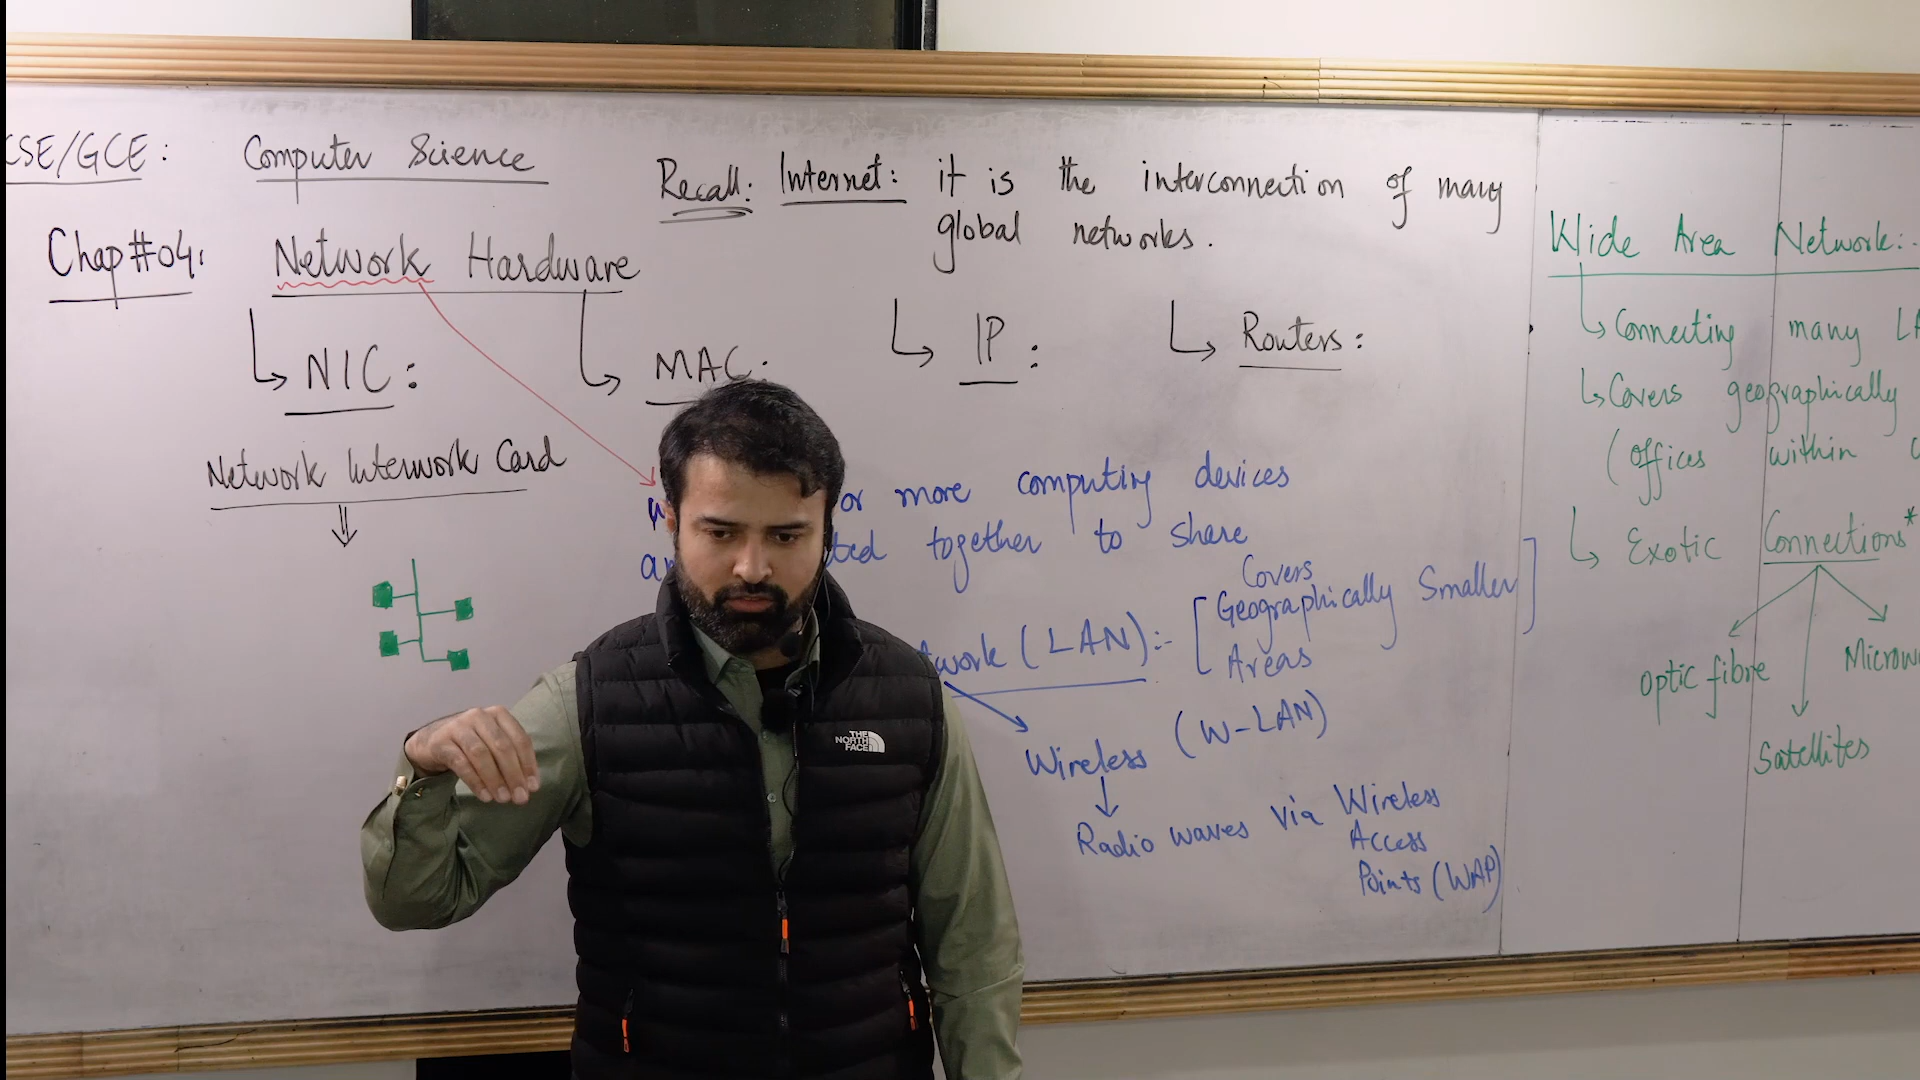 CSE/GCE: Computer Science
Chap#04: Network Hardware
NIC:
Network Interwork Card
MAC:
Recall: Internet: it is the interconnection of many
global networks.
IP:
Routers:
or more computing devices
ted together to share
work (LAN):- [Covers
Geographically Smaller
Areas]
Wireless (W-LAN)
Radio waves via Wireless
Access
Points (WAP)
Wide Area Network:-
Connecting many LA
Covers geographically
(offices within
Exotic Connections*
Optic fibre
Satellites
Microw
THE
NORTH
FACE